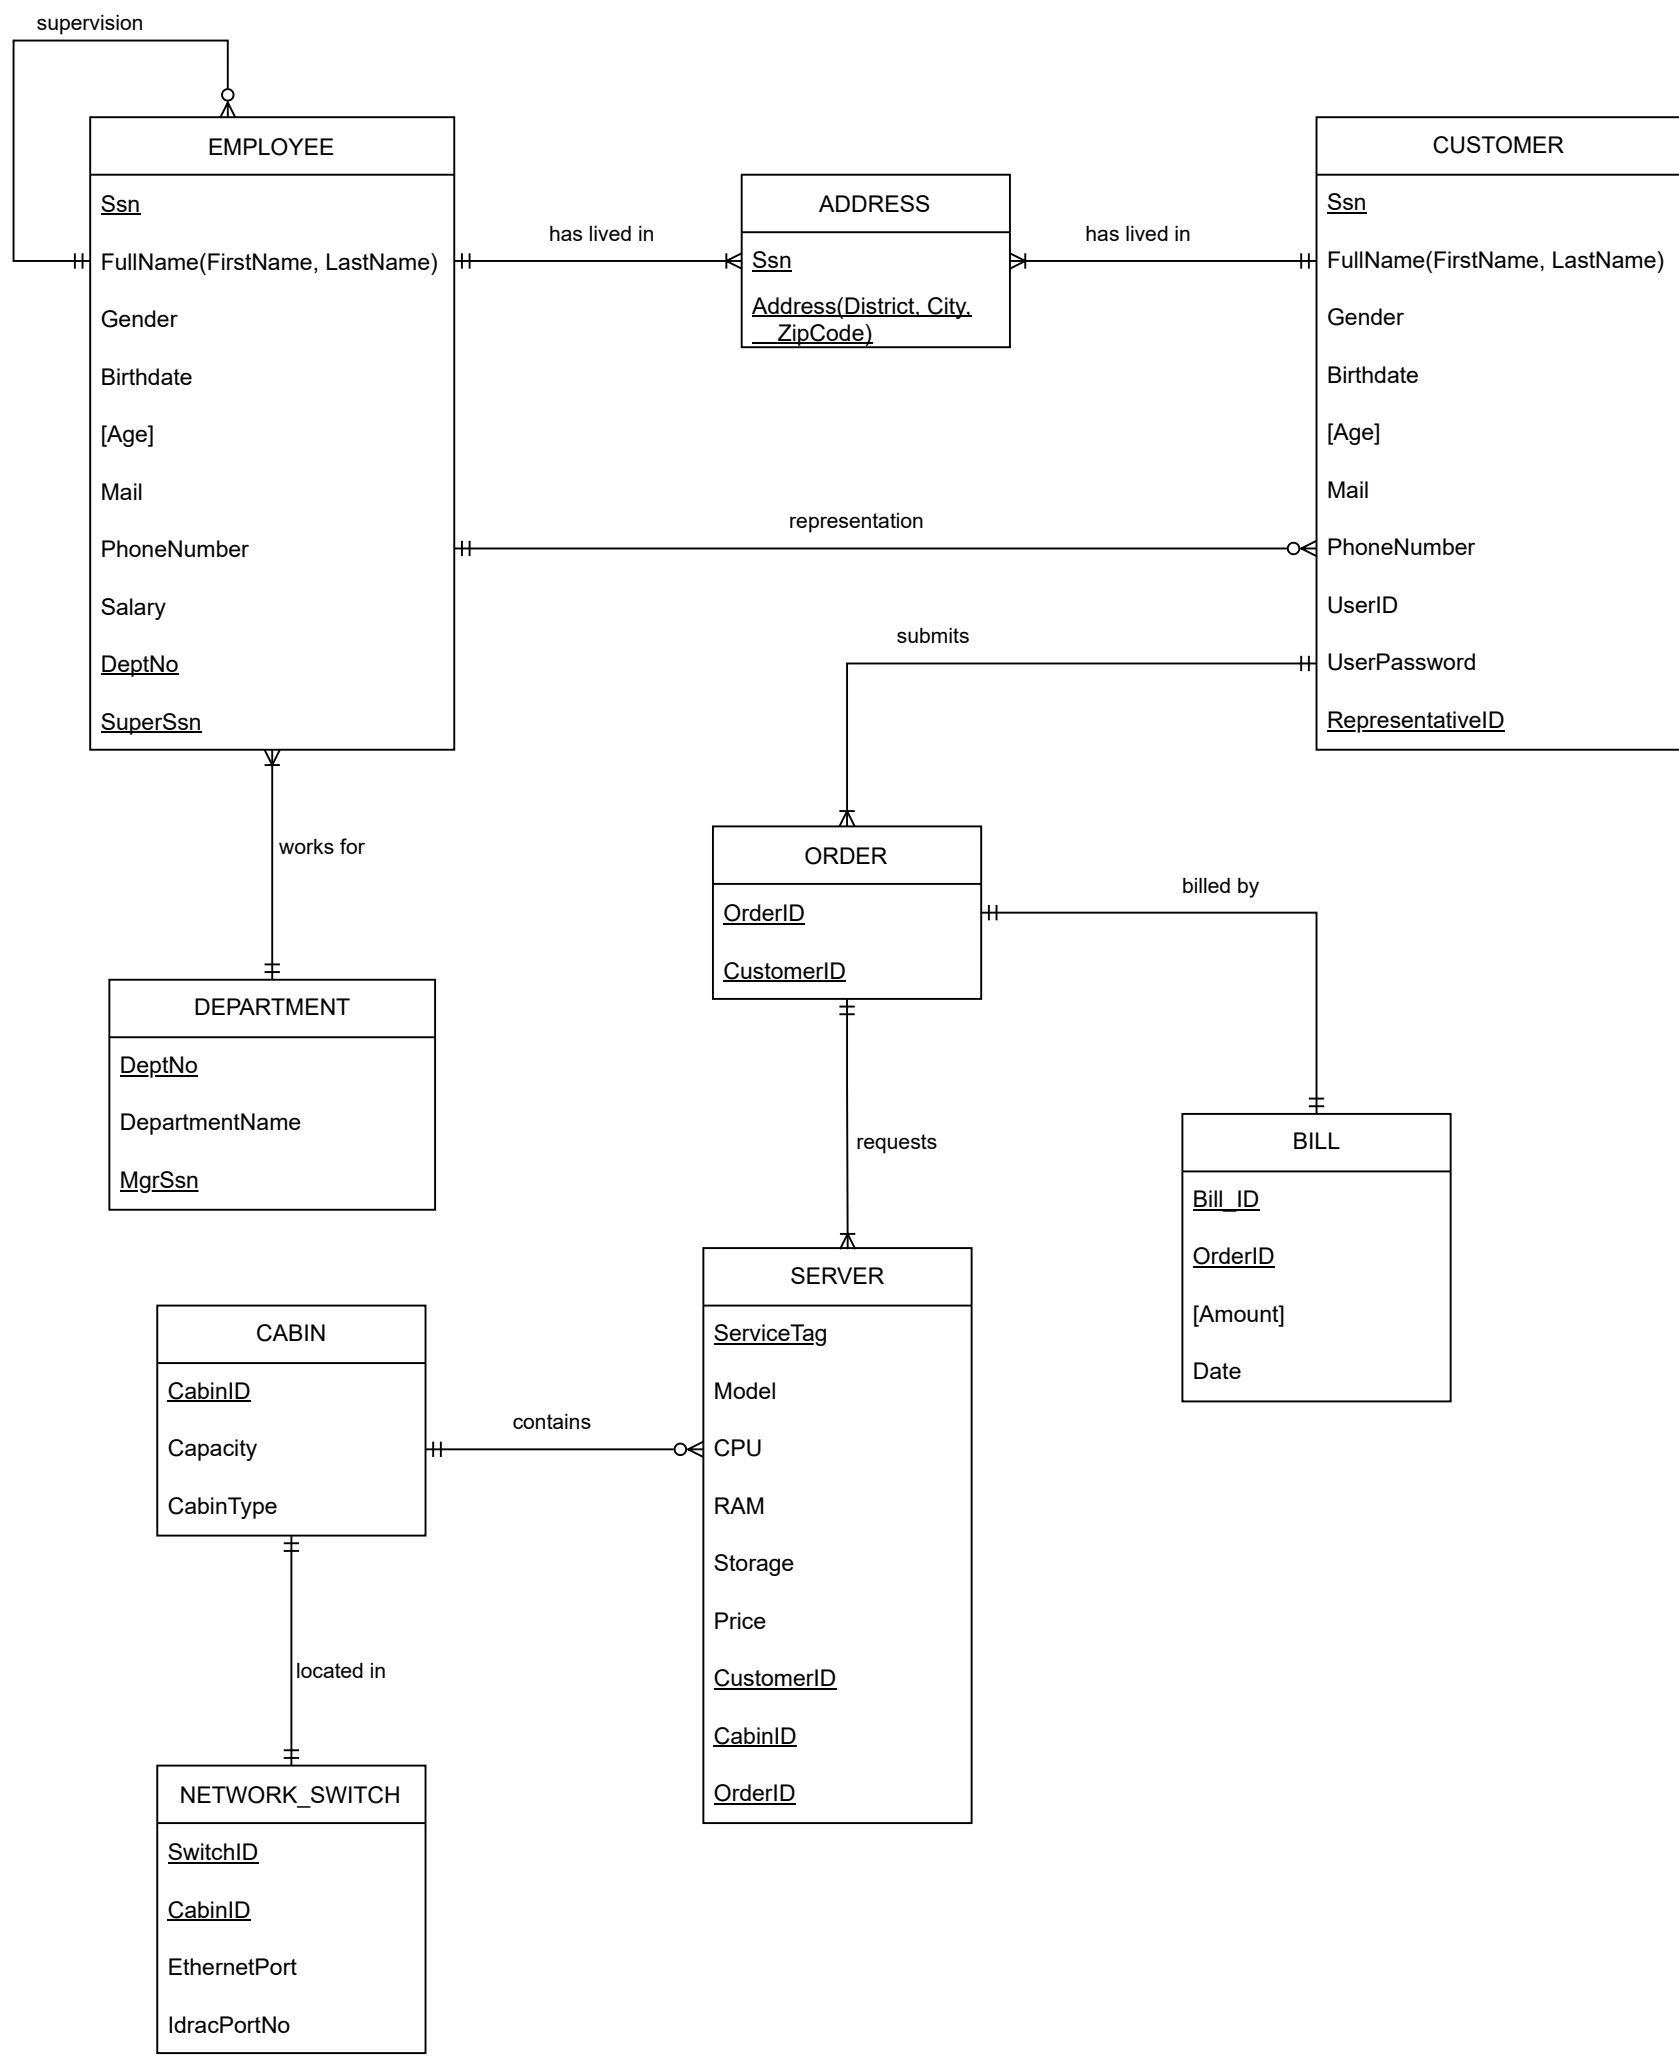 supervision
EMPLOYEE
Ssn
FullName(FirstName, LastName)
Gender
Birthdate
[Age]
Mail
PhoneNumber
Salary
DeptNo
SuperSsn
has lived in
ADDRESS
Ssn
Address(District, City,
ZipCode)
has lived in
CUSTOMER
Ssn
FullName(FirstName, LastName)
Gender
Birthdate
[Age]
Mail
PhoneNumber
UserID
UserPassword
RepresentativeID
representation
submits
works for
ORDER
OrderID
CustomerID
billed by
DEPARTMENT
DeptNo
DepartmentName
MgrSsn
requests
BILL
Bill_ID
OrderID
[Amount]
Date
SERVER
ServiceTag
Model
CPU
RAM
Storage
Price
CustomerID
CabinID
OrderID
CABIN
CabinID
Capacity
CabinType
contains
located in
NETWORK_SWITCH
SwitchID
CabinID
EthernetPort
IdracPortNo